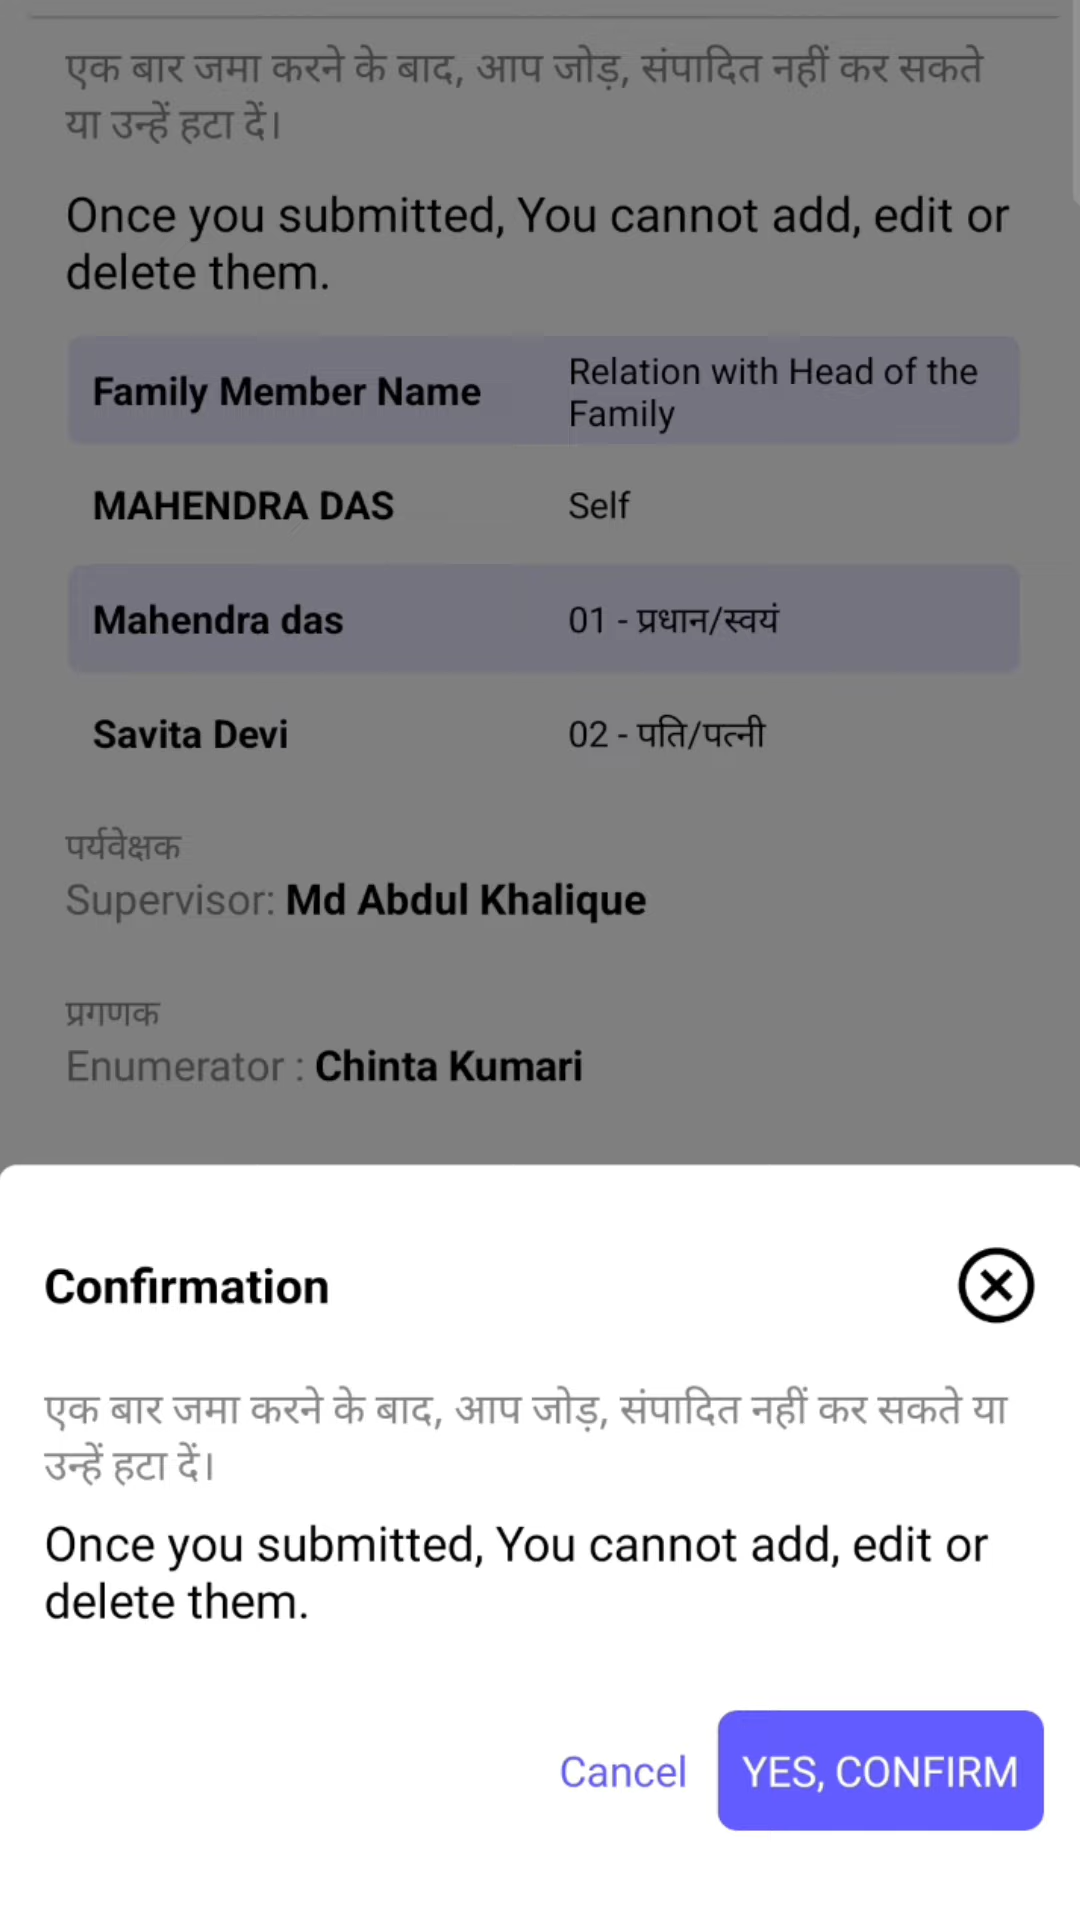 एक बार जमा करने के बाद, आप जोड़, संपादित नहीं कर सकते
या उन्हें हटा दें।
Once you submitted, You cannot add, edit or
delete them.
Family Member Name
Relation with Head of the
Family
MAHENDRA DAS
Self
Mahendra das
01 - प्रधान/स्वयं
Savita Devi
02 - पति/पत्नी
पर्यवेक्षक
Supervisor: Md Abdul Khalique
प्रगणक
Enumerator : Chinta Kumari
Confirmation
एक बार जमा करने के बाद, आप जोड़, संपादित नहीं कर सकते या
उन्हें हटा दें।
Once you submitted, You cannot add, edit or
delete them.
Cancel
YES, CONFIRM